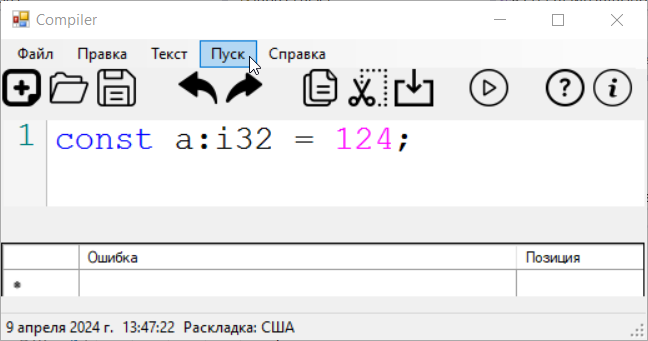 Compiler
Файл Правка Текст Пуск Справка
1 const a:i32 = 124;
Ошибка Позиция
*
9 апреля 2024 г. 13:47:22 Раскладка: США